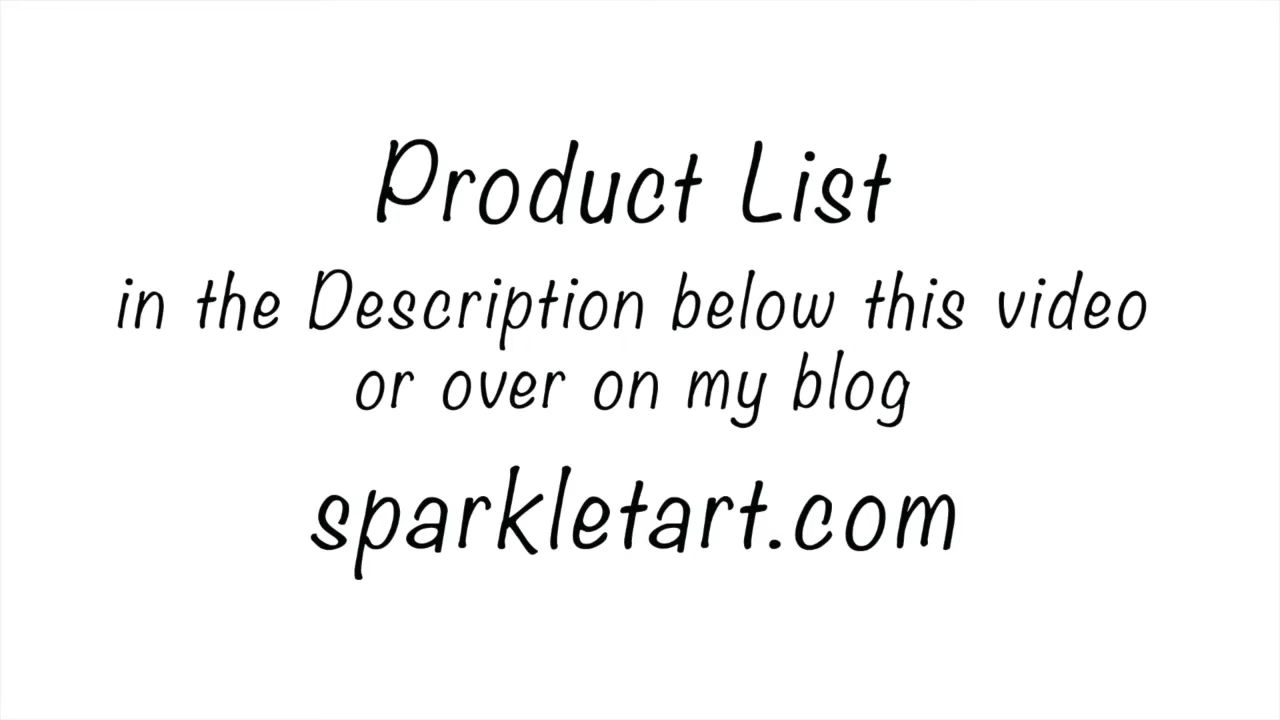 Product List
in the Description below this video
or over on my blog
sparkletart.com